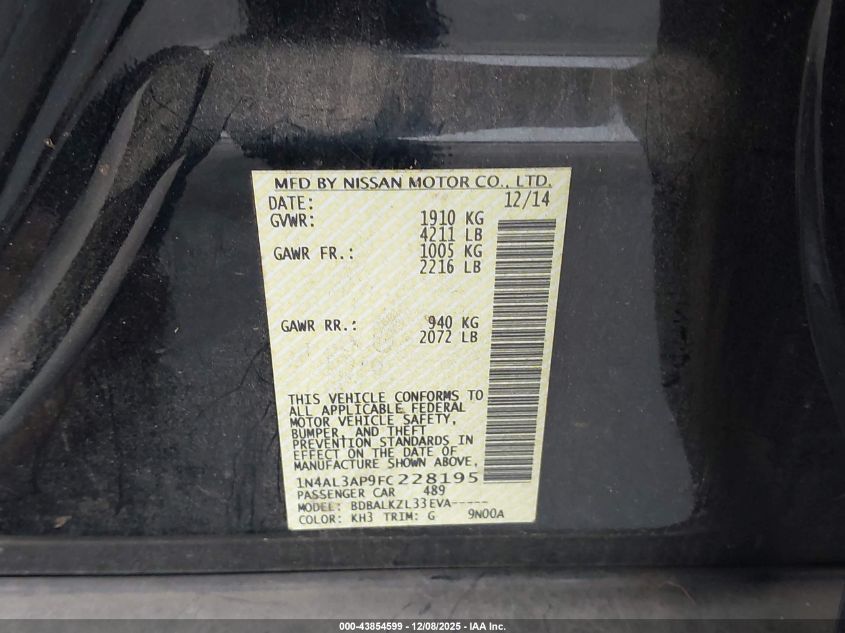 MFD BY NISSAN MOTOR CO., LTD.
DATE: 12/14
GVWR: 1910 KG
4211 LB
GAWR FR.: 1005 KG
2216 LB
GAWR RR.: 940 KG
2072 LB
THIS VEHICLE CONFORMS TO
ALL APPLICABLE FEDERAL
MOTOR VEHICLE SAFETY,
BUMPER, AND THEFT
PREVENTION STANDARDS IN
EFFECT ON THE DATE OF
MANUFACTURE SHOWN ABOVE.
1N4AL3AP9FC228195
PASSENGER CAR 489
MODEL: BDBALKZL33EVA-----
COLOR: KH3 TRIM: G 9N00A
000-43854599 - 12/08/2025 - IAA Inc.